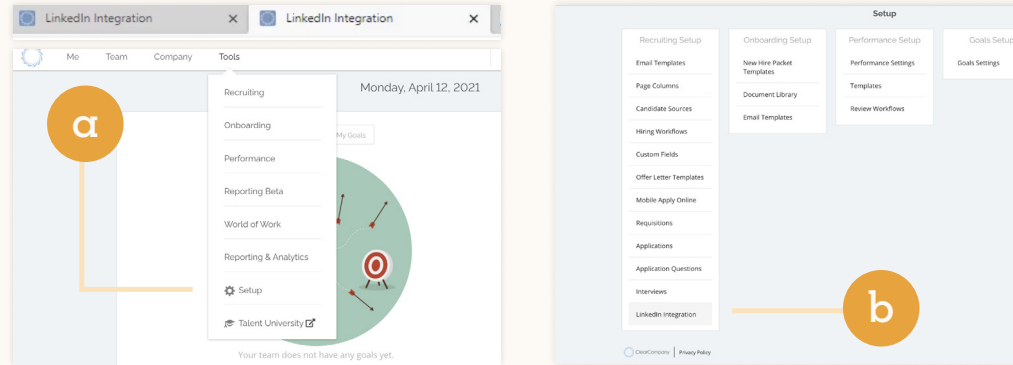 LinkedIn Integration
LinkedIn Integration
Me Team Company Tools
Monday, April 12, 2021
Recruiting
Onboarding
My Goals
Performance
Reporting Beta
World of Work
Reporting & Analytics
Setup
Talent University
Your team does not have any goals yet.
a
Setup
Recruiting Setup
Email Templates
Page Columns
Candidate Sources
Hiring Workflows
Custom Fields
Offer Letter Templates
Mobile Apply Online
Requisitions
Applications
Application Questions
Interviews
LinkedIn Integration
Onboarding Setup
New Hire Packet
Templates
Document Library
Email Templates
Performance Setup
Performance Settings
Templates
Review Workflows
Goals Setup
Goals Settings
b
ClearCompany | Privacy Policy